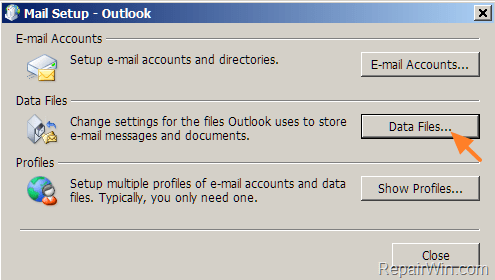 Mail Setup - Outlook
E-mail Accounts
Setup e-mail accounts and directories.
E-mail Accounts...
Data Files
Change settings for the files Outlook uses to store
e-mail messages and documents.
Data Files...
Profiles
Setup multiple profiles of e-mail accounts and data
files. Typically, you only need one.
Show Profiles...
Close
RepairWin.com